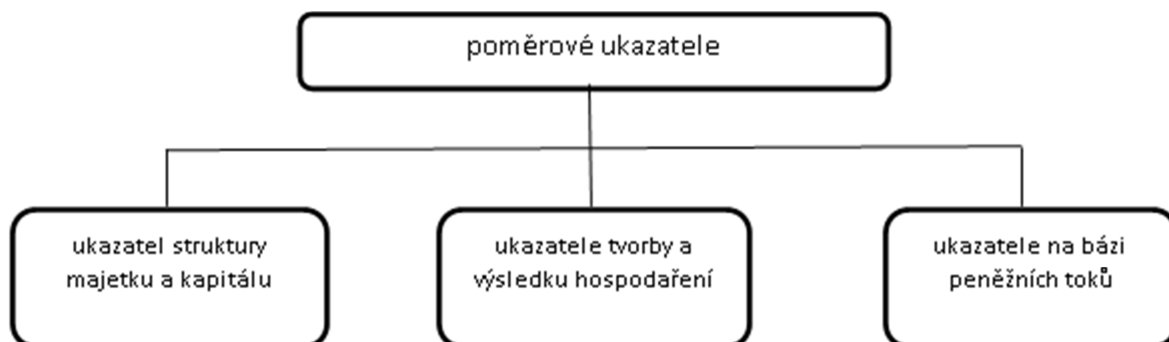 poměrové ukazatele
ukazatel struktury
majetku a kapitálu
ukazatele tvorby a
výsledku hospodaření
ukazatele na bázi
peněžních toků